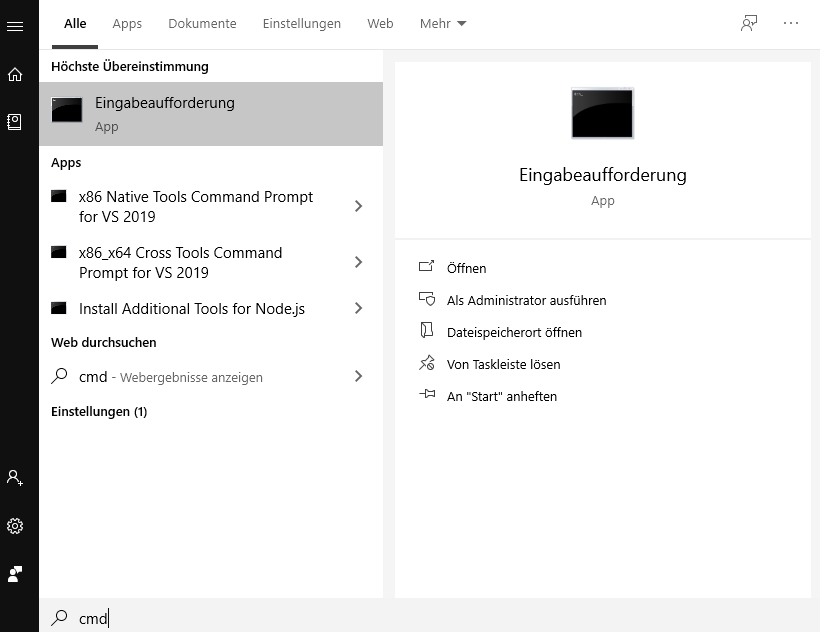 Alle Apps Dokumente Einstellungen Web Mehr
Höchste Übereinstimmung
Eingabeaufforderung
App
Apps
x86 Native Tools Command Prompt
for VS 2019
x86_x64 Cross Tools Command
Prompt for VS 2019
Install Additional Tools for Node.js
Web durchsuchen
cmd - Webergebnisse anzeigen
Einstellungen (1)
Eingabeaufforderung
App
Öffnen
Als Administrator ausführen
Dateispeicherort öffnen
Von Taskleiste lösen
An "Start" anheften
cmd